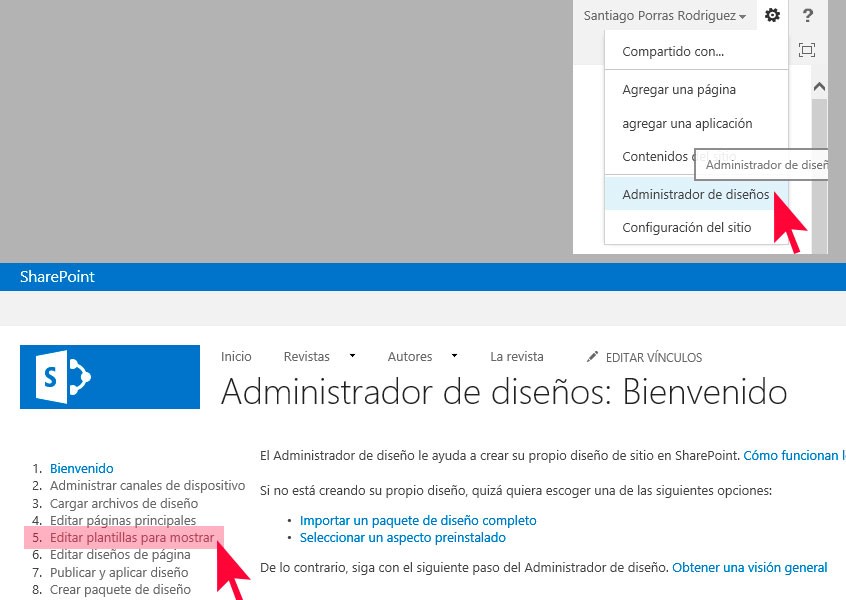 Santiago Porras Rodríguez
?
Compartido con...
Agregar una página
agregar una aplicación
Contenidos del sitio
Administrador de diseñ
Administrador de diseños
Configuración del sitio
SharePoint
S
Inicio Revistas Autores La revista EDITAR VÍNCULOS
Administrador de diseños: Bienvenido
1. Bienvenido
2. Administrar canales de dispositivo
3. Cargar archivos de diseño
4. Editar páginas principales
5. Editar plantillas para mostrar
6. Editar diseños de página
7. Publicar y aplicar diseño
8. Crear paquete de diseño
El Administrador de diseño le ayuda a crear su propio diseño de sitio en SharePoint. Cómo funcionan l
Si no está creando su propio diseño, quizá quiera escoger una de las siguientes opciones:
• Importar un paquete de diseño completo
• Seleccionar un aspecto preinstalado
De lo contrario, siga con el siguiente paso del Administrador de diseño. Obtener una visión general